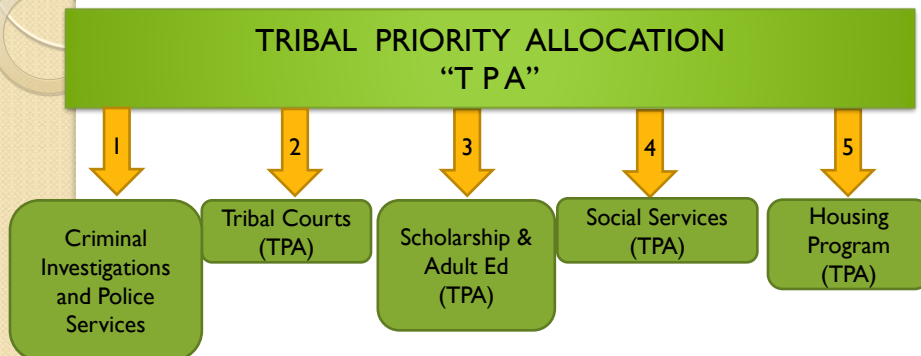 TRIBAL PRIORITY ALLOCATION
“T P A”
1
2
3
4
5
Criminal
Investigations
and Police
Services
Tribal Courts
(TPA)
Scholarship &
Adult Ed
(TPA)
Social Services
(TPA)
Housing
Program
(TPA)